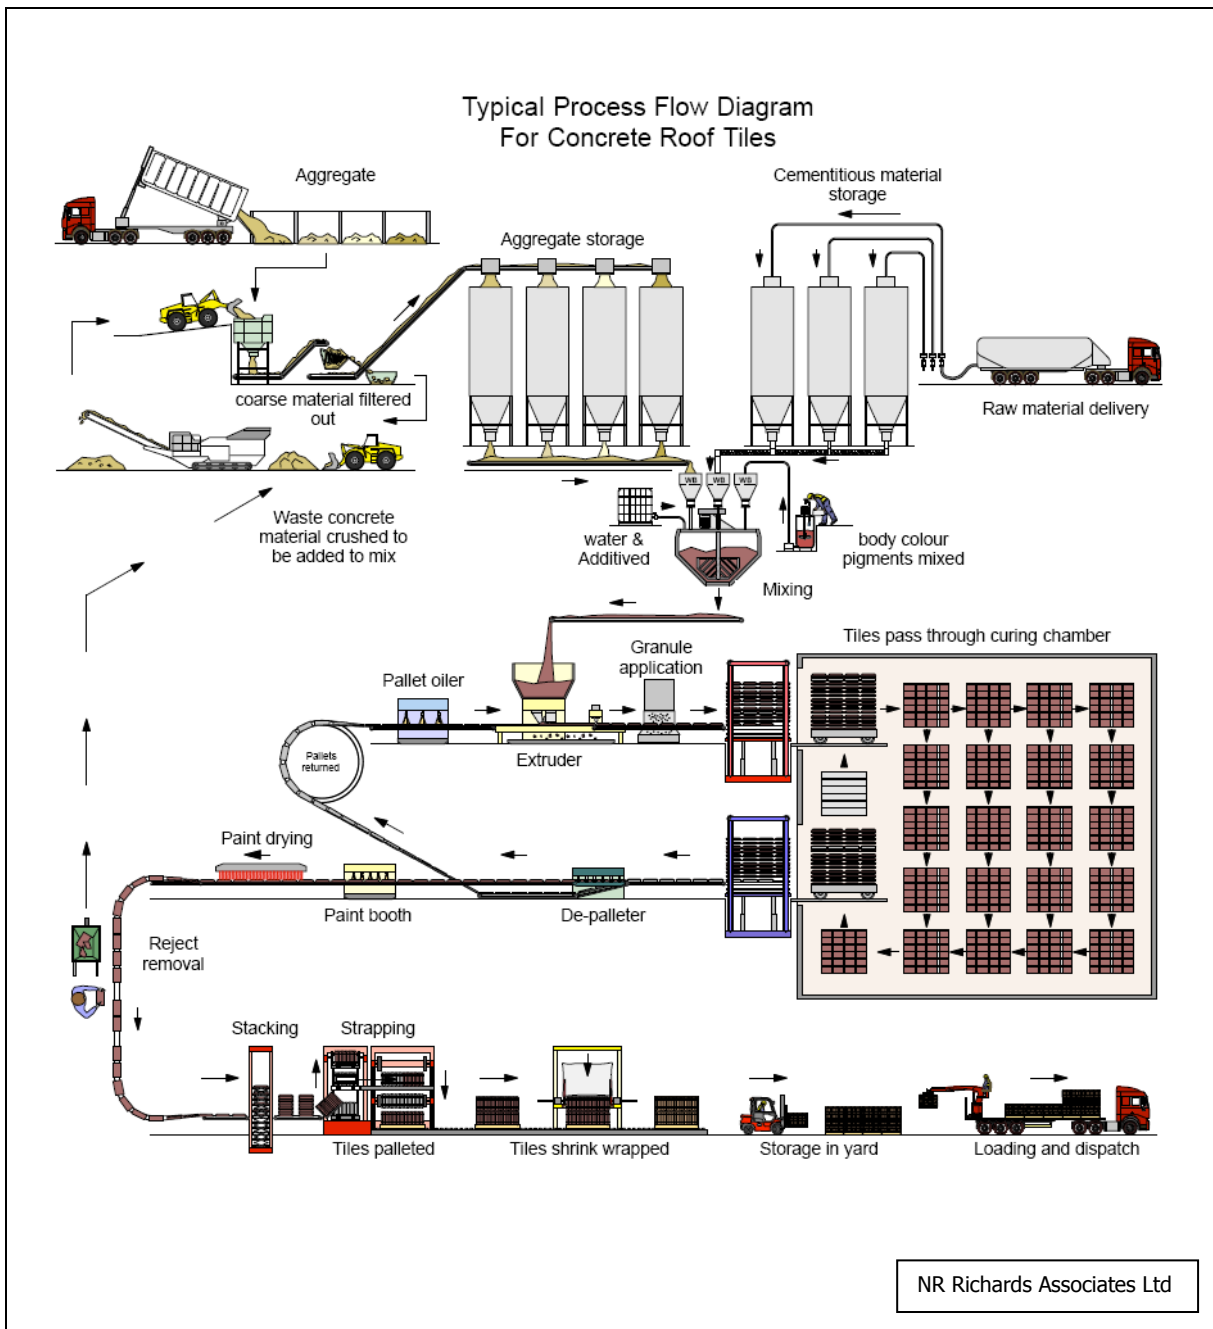 Typical Process Flow Diagram
For Concrete Roof Tiles
Aggregate
Cementitious material
storage
Aggregate storage
coarse material filtered
out
Raw material delivery
WB
WB
WB
Waste concrete
material crushed to
be added to mix
water &
Additived
body colour
pigments mixed
Mixing
Tiles pass through curing chamber
Granule
application
Pallet oiler
Extruder
Pallets
returned
Paint drying
Paint booth
De-palleter
Reject
removal
Stacking
Strapping
Tiles palleted
Tiles shrink wrapped
Storage in yard
Loading and dispatch
NR Richards Associates Ltd